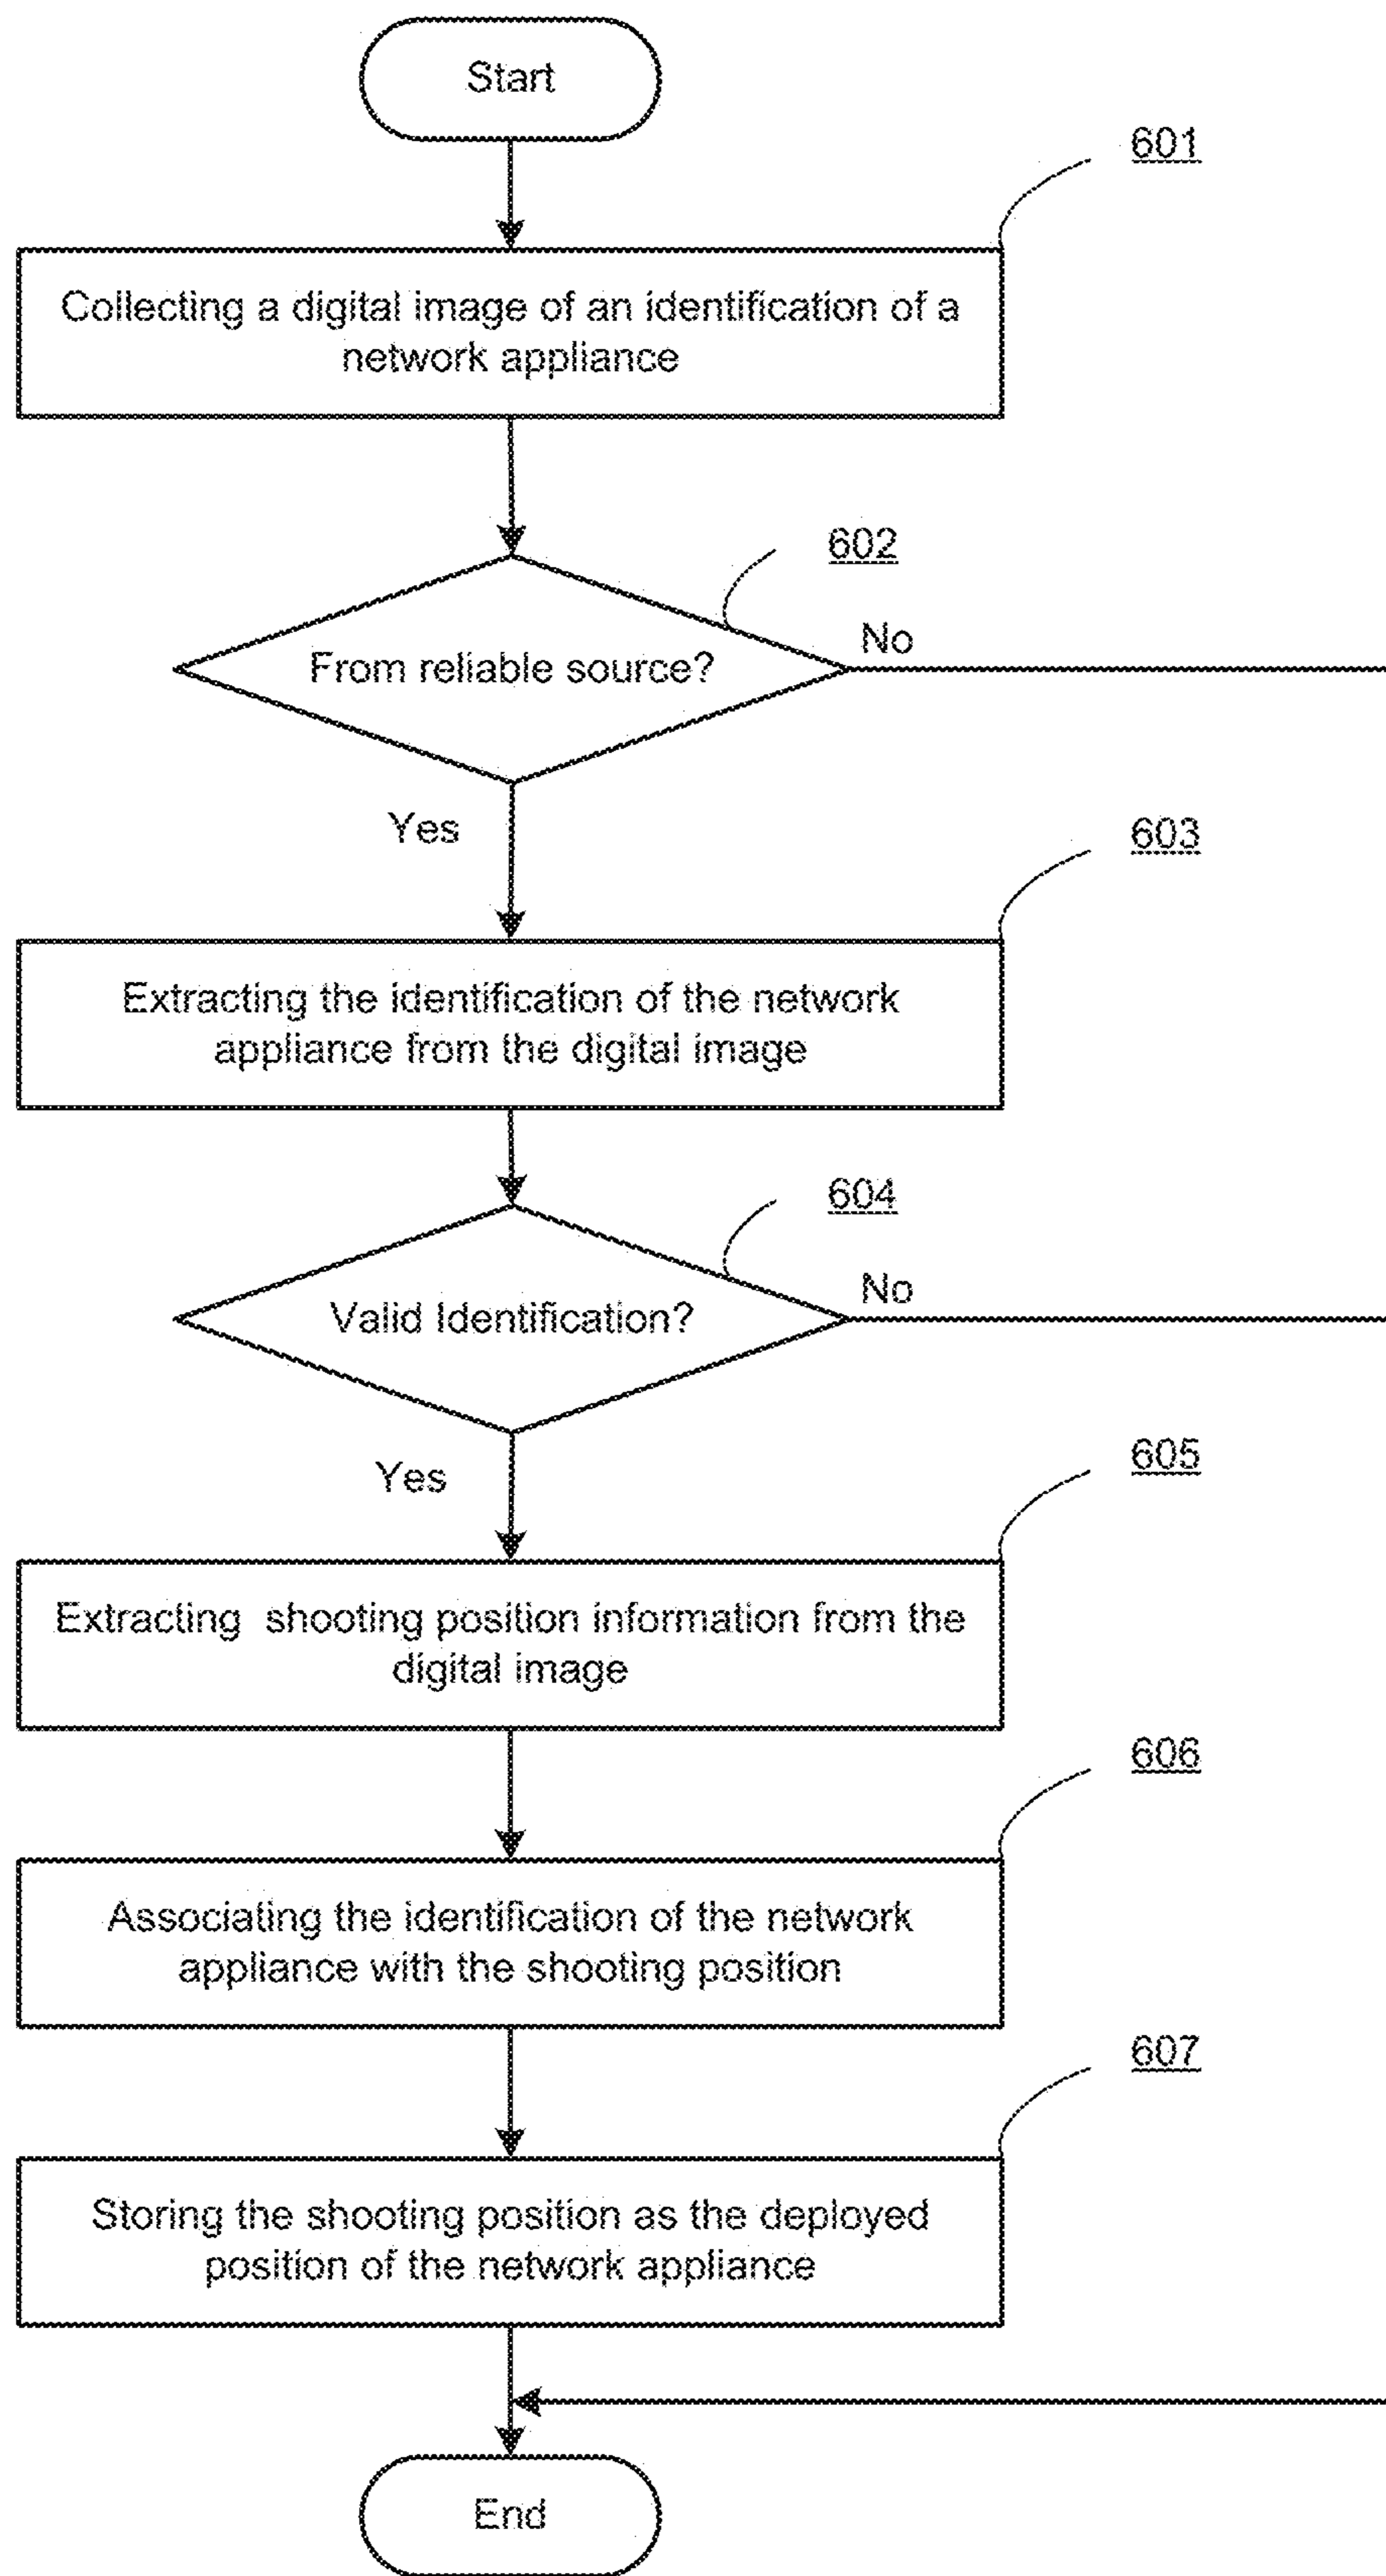 Start
601
Collecting a digital image of an identification of a
network appliance
602
From reliable source?
No
Yes
603
Extracting the identification of the network
appliance from the digital image
604
Valid Identification?
No
Yes
605
Extracting shooting position information from the
digital image
606
Associating the identification of the network
appliance with the shooting position
607
Storing the shooting position as the deployed
position of the network appliance
End